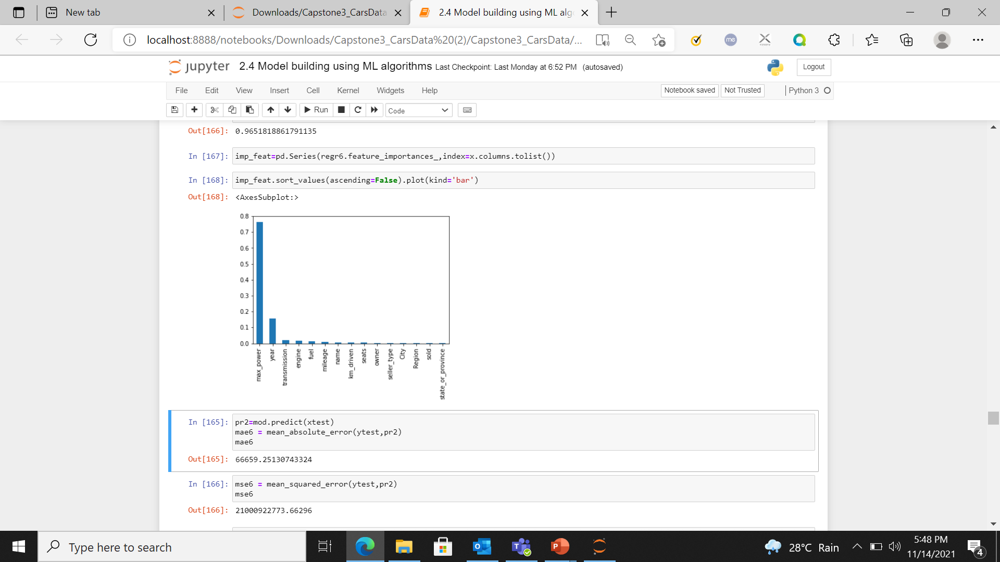 New tab
Downloads/Capstone3_CarsData
2.4 Model building using ML alg
localhost:8888/notebooks/Downloads/Capstone3_CarsData%20(2)/Capstone3_CarsData/...
me
jupyter 2.4 Model building using ML algorithms Last Checkpoint: Last Monday at 6:52 PM (autosaved)
Logout
File Edit View Insert Cell Kernel Widgets Help
Notebook saved Not Trusted Python 3
Run Code
Out[166]: 0.9651818861791135
In [167]: imp_feat=pd.Series(regr6.feature_importances_,index=x.columns.tolist())
In [168]: imp_feat.sort_values(ascending=False).plot(kind='bar')
Out[168]: <AxesSubplot:>
0.8
0.7
0.6
0.5
0.4
0.3
0.2
0.1
0.0
max_power
year
transmission
engine
fuel
mileage
name
km_driven
seats
owner
seller_type
City
Region
sold
state_or_province
In [165]: pr2=mod.predict(xtest)
mae6 = mean_absolute_error(ytest,pr2)
mae6
Out[165]: 66659.25130743324
In [166]: mse6 = mean_squared_error(ytest,pr2)
mse6
Out[166]: 21000922773.66296
Type here to search
28°C Rain
5:48 PM
11/14/2021
4